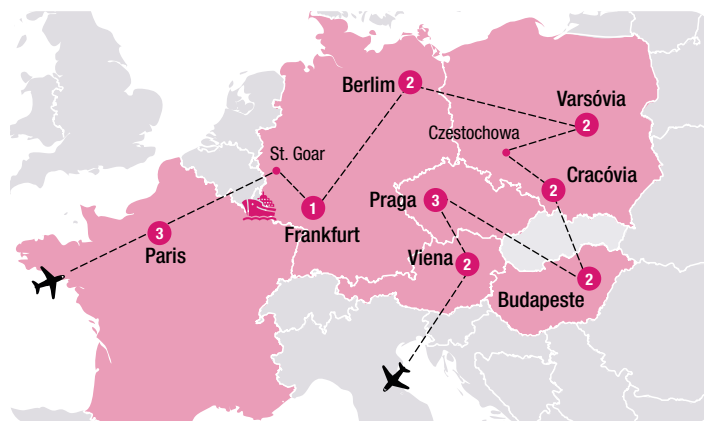 Berlim
2
Varsóvia
2
Czestochowa
St. Goar
Cracóvia
2
Praga
3
1
Frankfurt
3
Paris
Viena
2
2
Budapeste